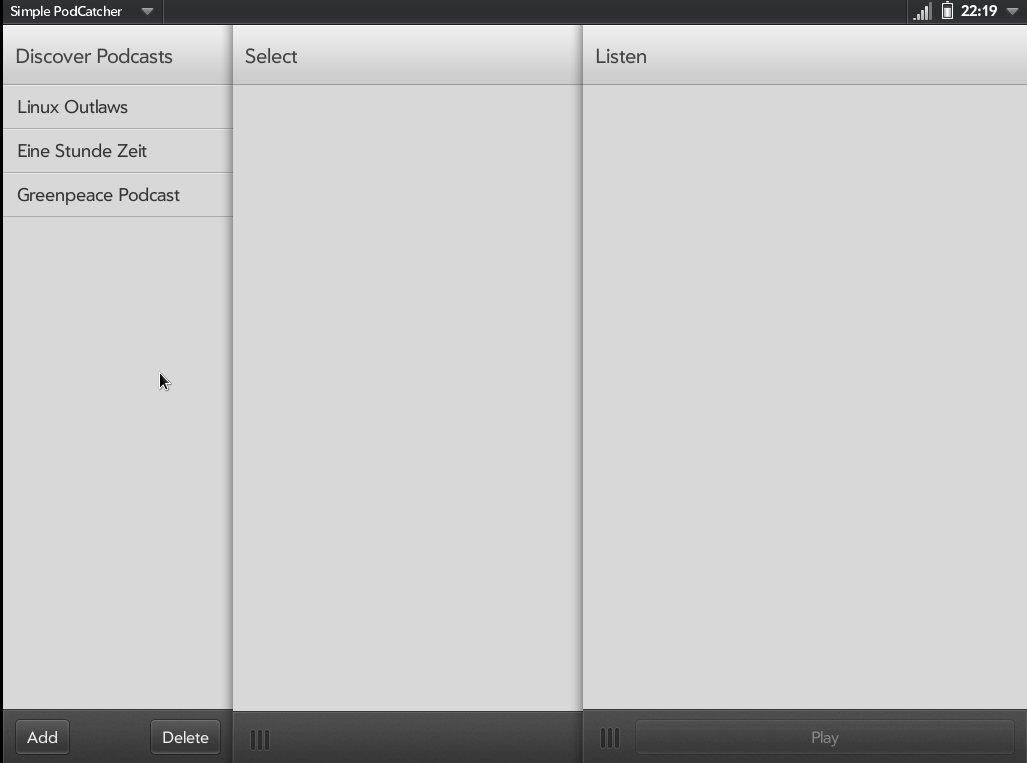 Simple PodCatcher
22:19
Discover Podcasts
Select
Listen
Linux Outlaws
Eine Stunde Zeit
Greenpeace Podcast
Add
Delete
Play